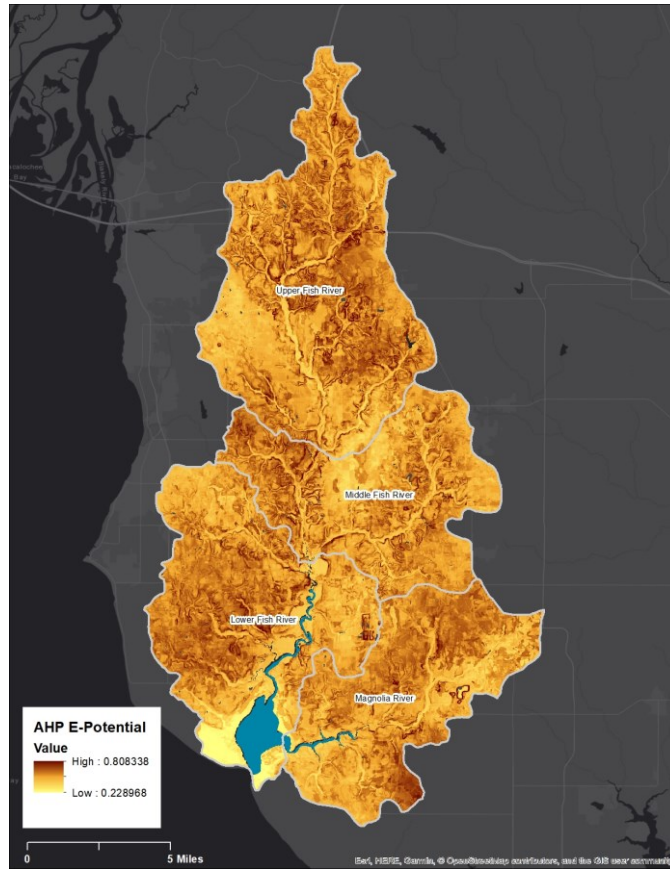 Bay
Upper Fish River
Middle Fish River
Lower Fish River
Magnolia River
AHP E-Potential
Value
High : 0.808338
Low : 0.228968
0 5 Miles
Esri, HERE, Garmin, © OpenStreetMap contributors, and the GIS user community